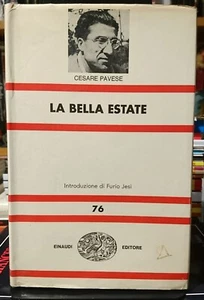 CESARE PAVESE
LA BELLA ESTATE
Introduzione di Furio Jesi
76
EINAUDI EDITORE